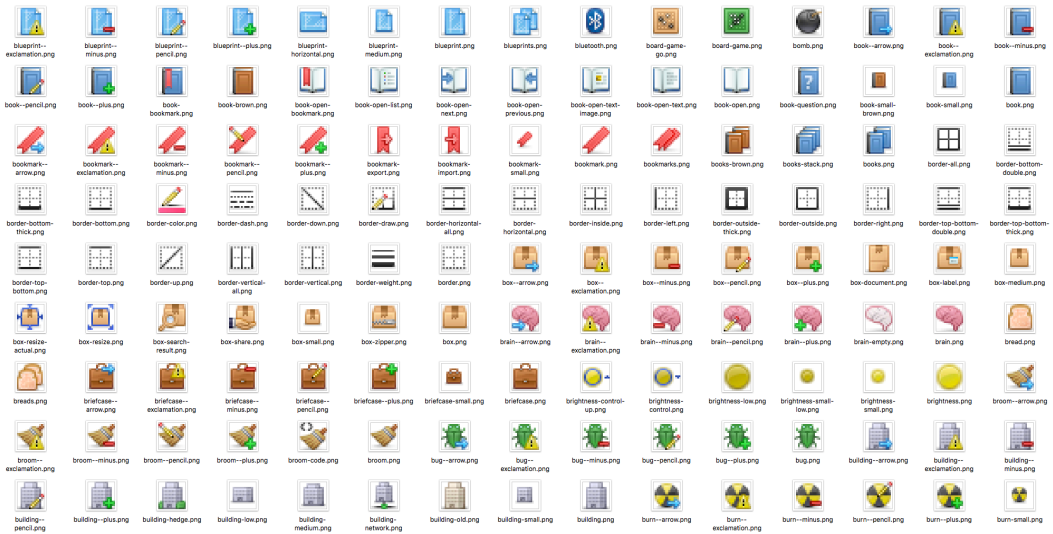 blueprint--exclamation.png
blueprint--minus.png
blueprint--pencil.png
blueprint--plus.png
blueprint-horizontal.png
blueprint-medium.png
blueprint.png
blueprints.png
bluetooth.png
board-game-go.png
board-game.png
bomb.png
book--arrow.png
book--exclamation.png
book--minus.png
book--pencil.png
book--plus.png
book-bookmark.png
book-brown.png
book-open-bookmark.png
book-open-list.png
book-open-next.png
book-open-previous.png
book-open-text-image.png
book-open-text.png
book-open.png
book-question.png
book-small-brown.png
book-small.png
book.png
bookmark--arrow.png
bookmark--exclamation.png
bookmark--minus.png
bookmark--pencil.png
bookmark--plus.png
bookmark-export.png
bookmark-import.png
bookmark-small.png
bookmark.png
bookmarks.png
books-brown.png
books-stack.png
books.png
border-all.png
border-bottom-double.png
border-bottom-thick.png
border-bottom.png
border-color.png
border-dash.png
border-down.png
border-draw.png
border-horizontal-all.png
border-horizontal.png
border-inside.png
border-left.png
border-outside-thick.png
border-outside.png
border-right.png
border-top-bottom-double.png
border-top-bottom-thick.png
border-top-bottom.png
border-top.png
border-up.png
border-vertical-all.png
border-vertical.png
border-weight.png
border.png
box--arrow.png
box--exclamation.png
box--minus.png
box--pencil.png
box--plus.png
box-document.png
box-label.png
box-medium.png
box-resize-actual.png
box-resize.png
box-search-result.png
box-share.png
box-small.png
box-zipper.png
box.png
brain--arrow.png
brain--exclamation.png
brain--minus.png
brain--pencil.png
brain--plus.png
brain-empty.png
brain.png
bread.png
breads.png
briefcase--arrow.png
briefcase--exclamation.png
briefcase--minus.png
briefcase--pencil.png
briefcase--plus.png
briefcase-small.png
briefcase.png
brightness-control-up.png
brightness-control.png
brightness-low.png
brightness-small-low.png
brightness-small.png
brightness.png
broom--arrow.png
broom--exclamation.png
broom--minus.png
broom--pencil.png
broom--plus.png
broom-code.png
broom.png
bug--arrow.png
bug--exclamation.png
bug--minus.png
bug--pencil.png
bug--plus.png
bug.png
building--arrow.png
building--exclamation.png
building--minus.png
building--pencil.png
building--plus.png
building-hedge.png
building-low.png
building-medium.png
building-network.png
building-old.png
building-small.png
building.png
burn--arrow.png
burn--exclamation.png
burn--minus.png
burn--pencil.png
burn--plus.png
burn-small.png